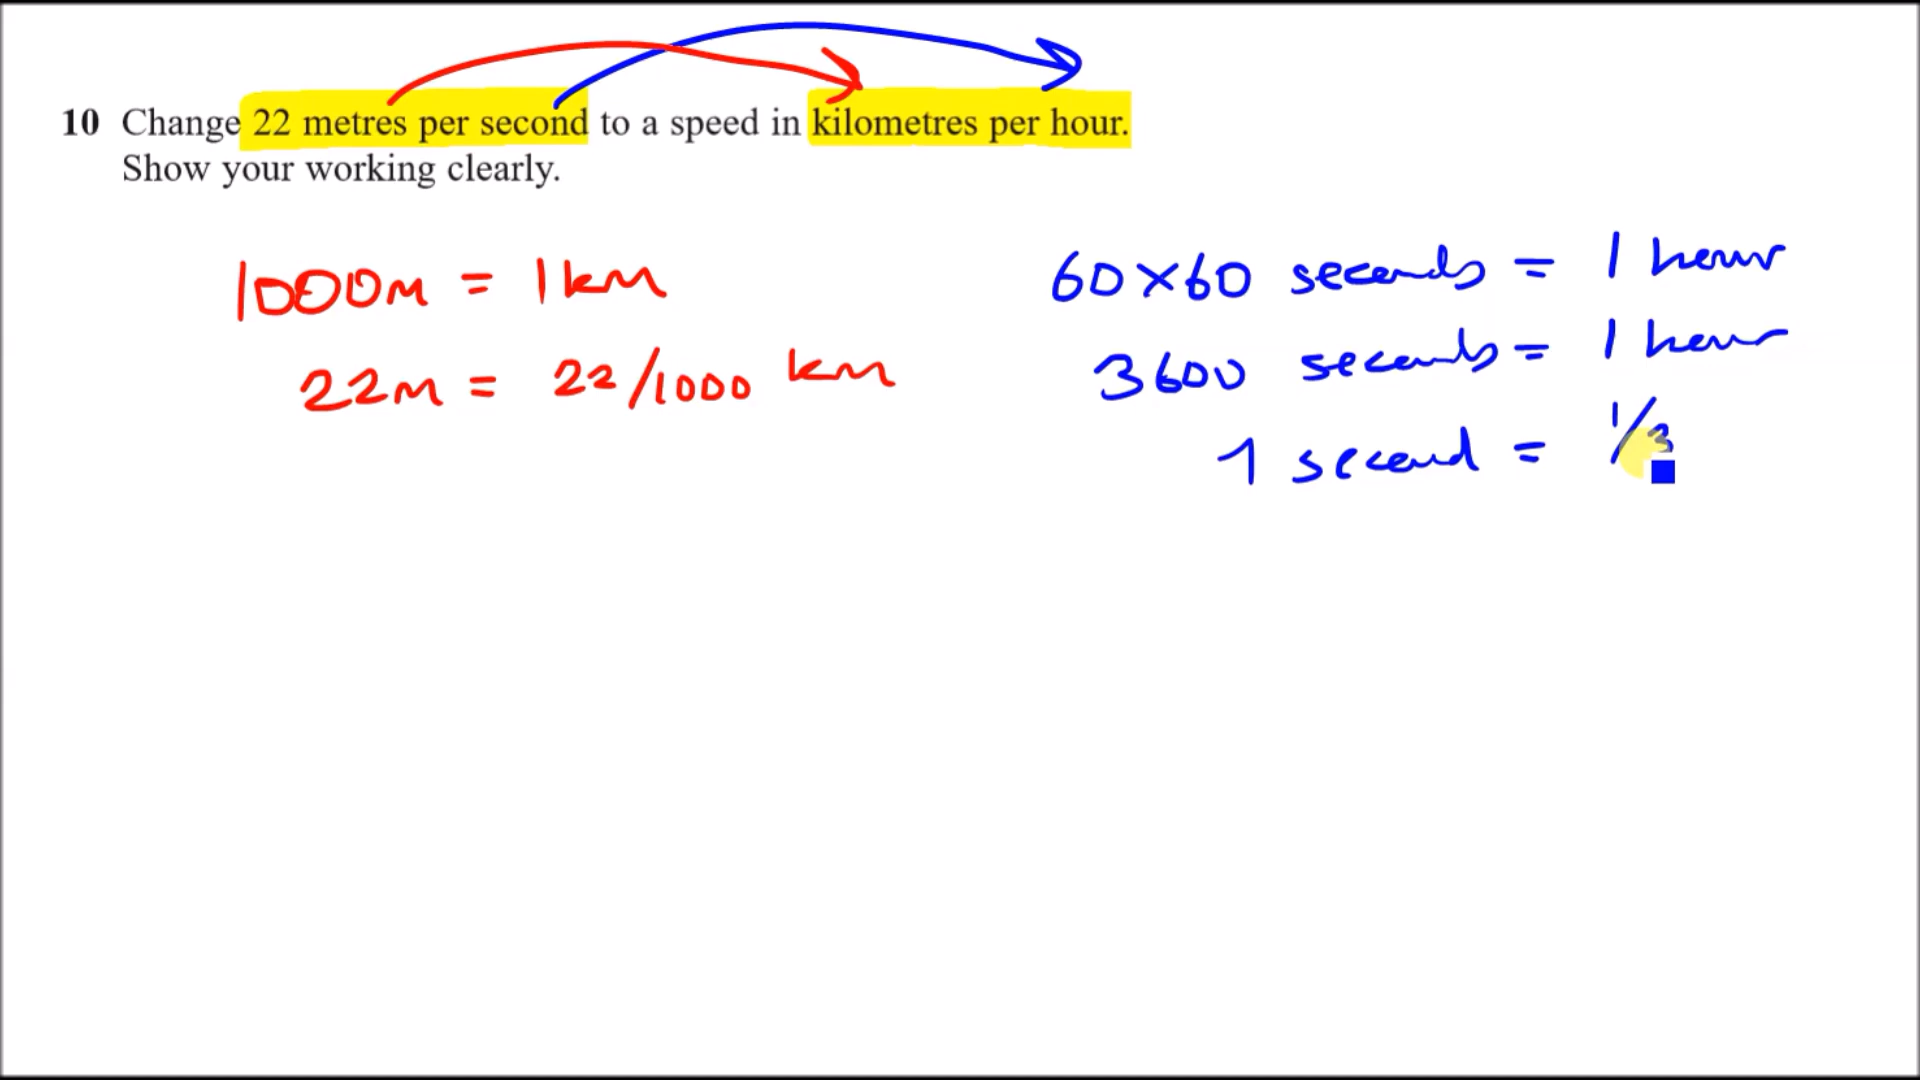 10 Change 22 metres per second to a speed in kilometres per hour.
Show your working clearly.
1000m = 1km
22m = 22/1000 km
60×60 seconds = 1 hour
3600 seconds = 1 hour
1 second = 1/3